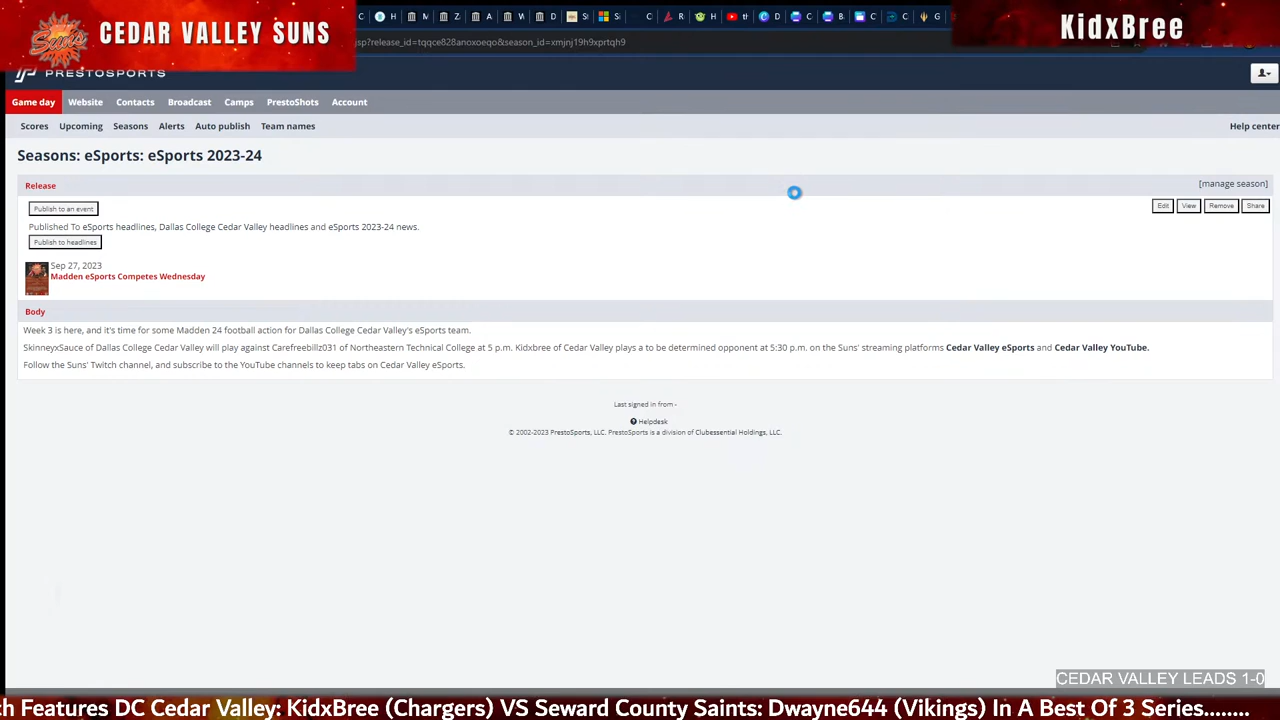 CEDAR VALLEY SUNS
KidxBree
Suns
jsp?release_id=tqqce828anoxoeqo&season_id=xmjnj19h9xprtqh9
PRESTOSPORTS
Game day Website Contacts Broadcast Camps PrestoShots Account
Scores Upcoming Seasons Alerts Auto publish Team names Help center
Seasons: eSports: eSports 2023-24
Release [manage season]
Publish to an event Edit View Remove Share
Published To eSports headlines, Dallas College Cedar Valley headlines and eSports 2023-24 news.
Publish to headlines
Sep 27, 2023
Madden eSports Competes Wednesday
Body
Week 3 is here, and it's time for some Madden 24 football action for Dallas College Cedar Valley's eSports team.
SkinneyxSauce of Dallas College Cedar Valley will play against Carefreebillz031 of Northeastern Technical College at 5 p.m. Kidxbree of Cedar Valley plays a to be determined opponent at 5:30 p.m. on the Suns' streaming platforms Cedar Valley eSports and Cedar Valley YouTube.
Follow the Suns' Twitch channel, and subscribe to the YouTube channels to keep tabs on Cedar Valley eSports.
Last signed in from -
Helpdesk
© 2002-2023 PrestoSports, LLC. PrestoSports is a division of Clubessential Holdings, LLC.
CEDAR VALLEY LEADS 1-0
ch Features DC Cedar Valley: KidxBree (Chargers) VS Seward County Saints: Dwayne644 (Vikings) In A Best Of 3 Series........